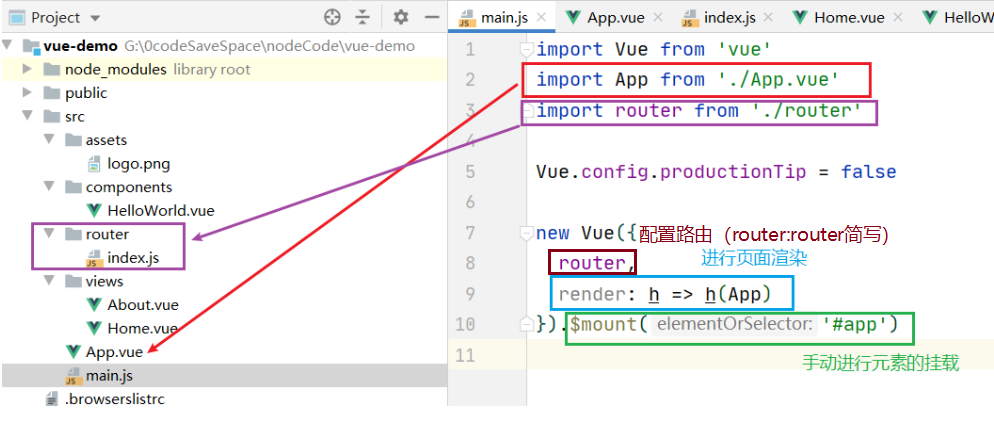 Project
vue-demo G:\0codeSaveSpace\nodeCode\vue-demo
node_modules library root
public
src
assets
logo.png
components
HelloWorld.vue
router
index.js
views
About.vue
Home.vue
App.vue
main.js
.browserslistrc
main.js App.vue index.js Home.vue HelloW
1 import Vue from 'vue'
2 import App from './App.vue'
3 import router from './router'
4
5 Vue.config.productionTip = false
6
7 new Vue({配置路由（router:router简写）
8 router, 进行页面渲染
9 render: h => h(App)
10 }).$mount( elementOrSelector: '#app')
11
手动进行元素的挂载